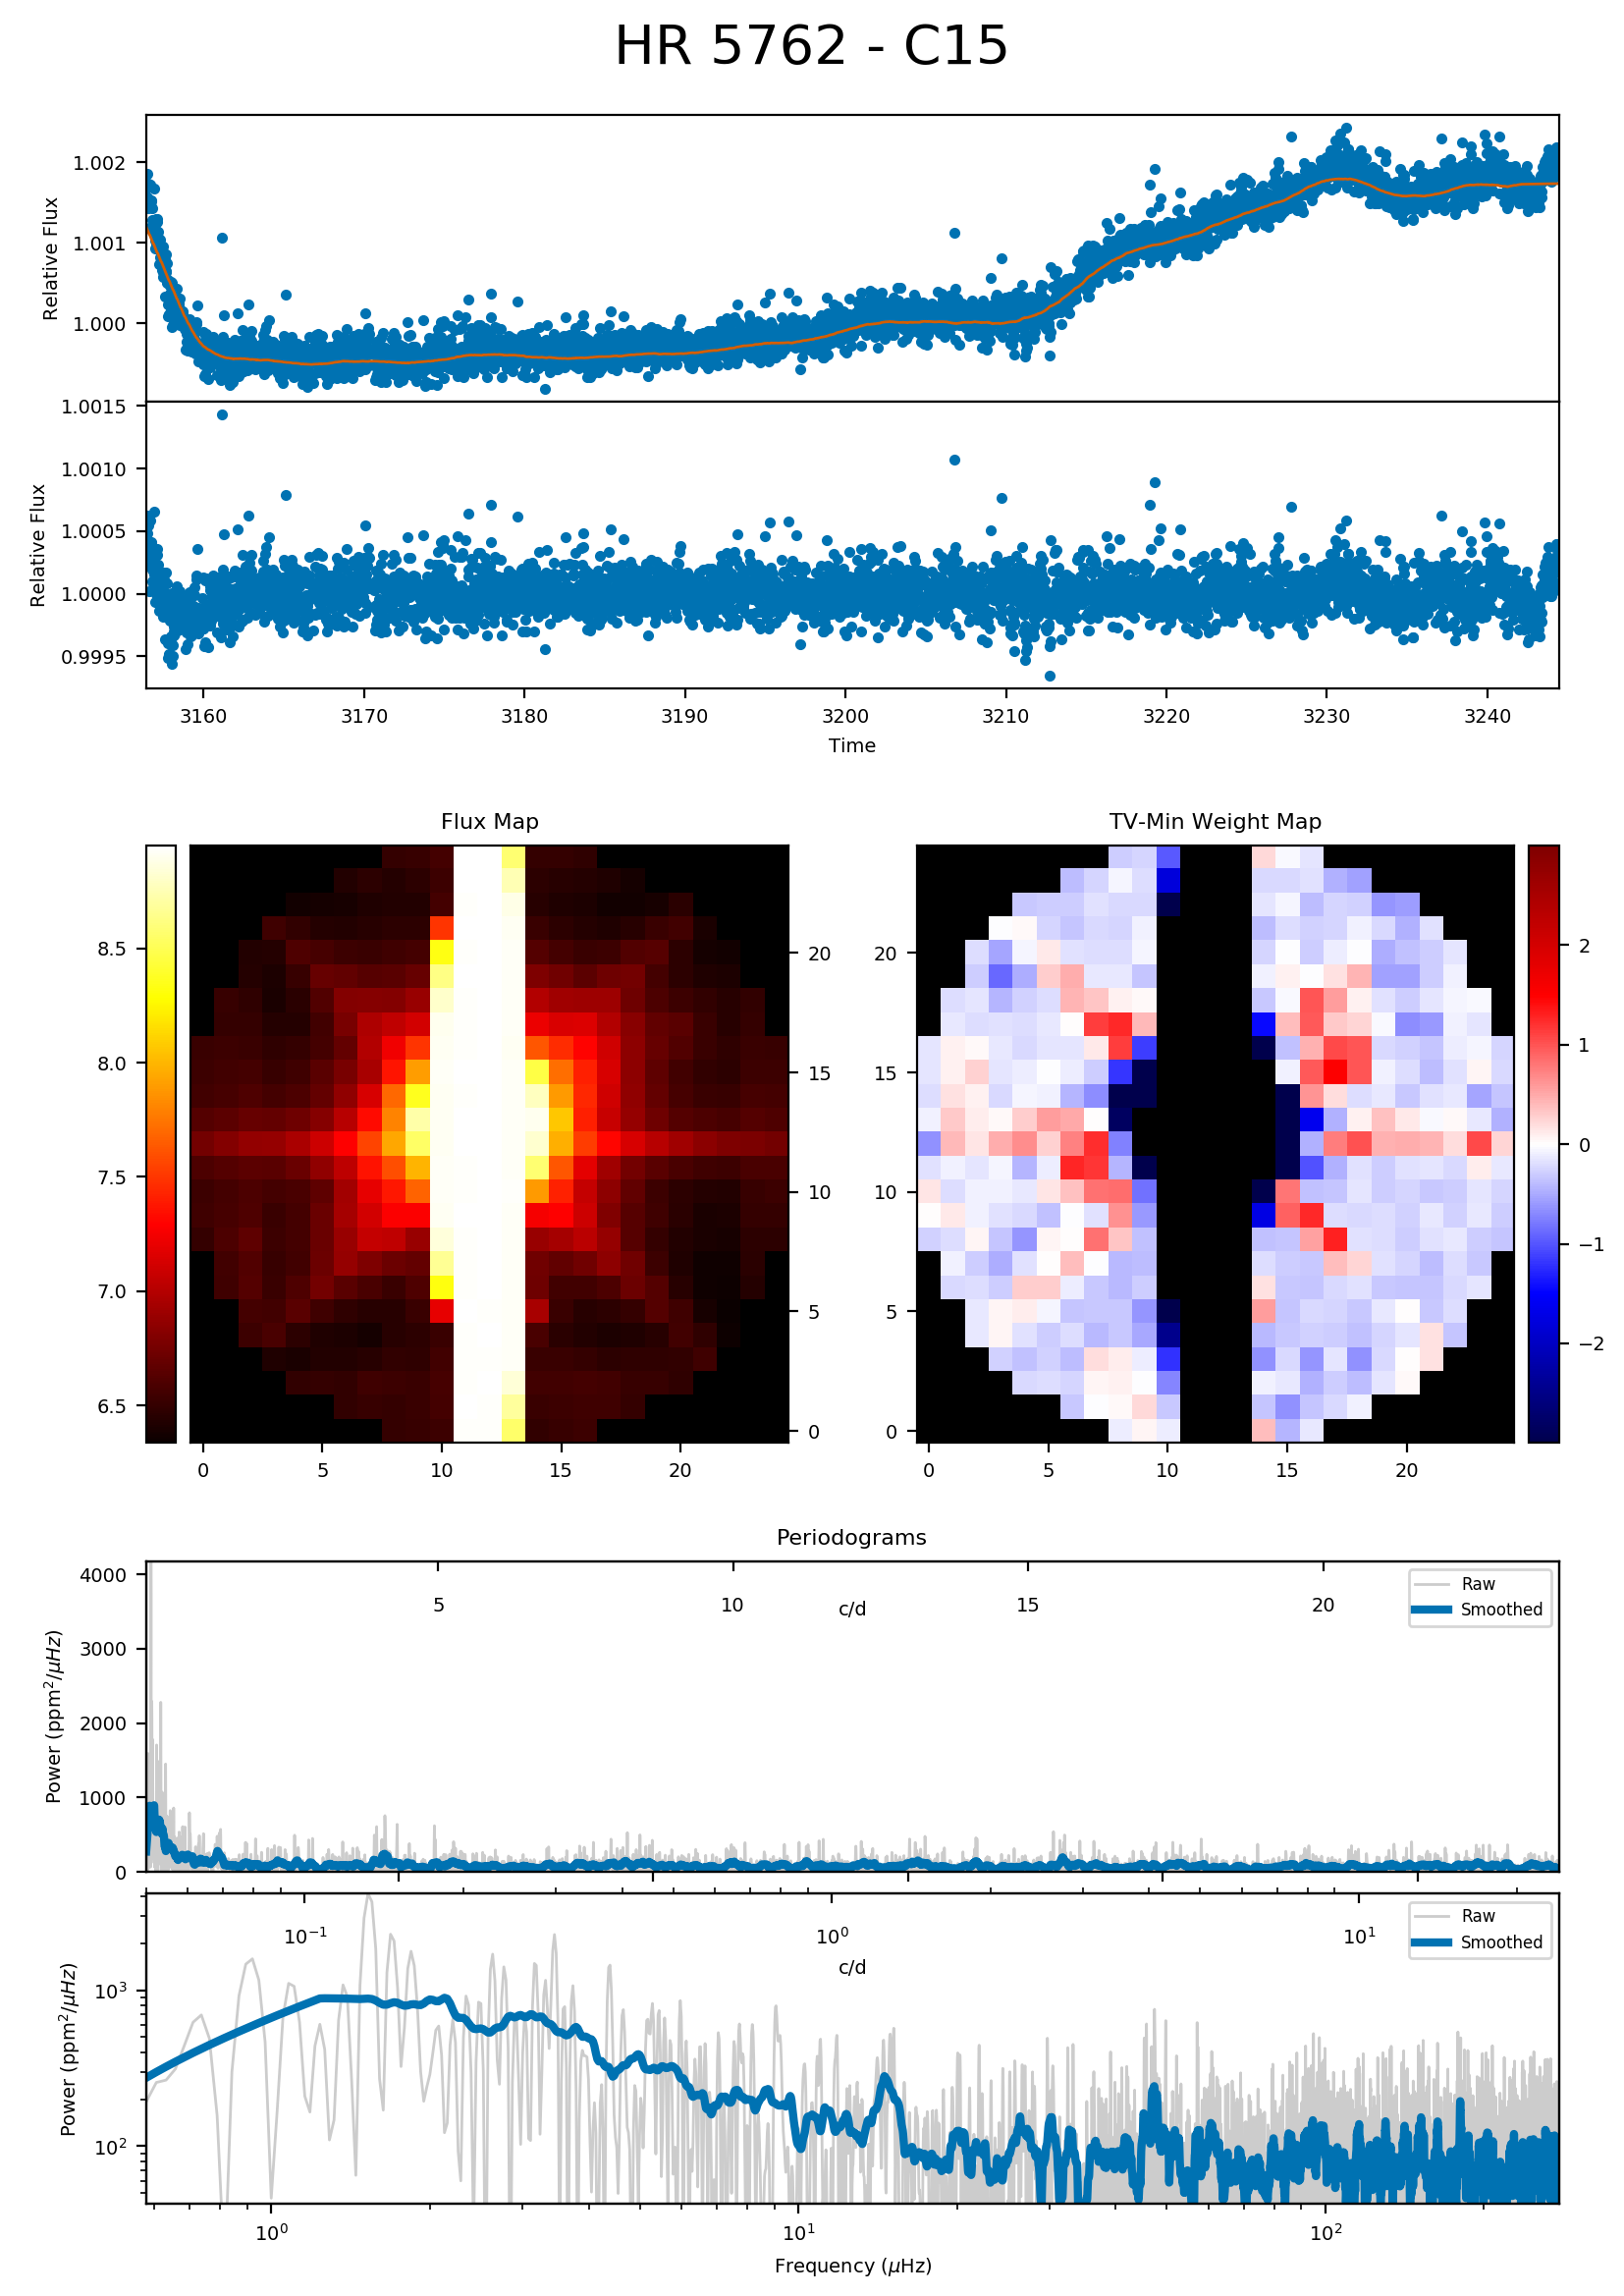 HR 5762 - C15
1.002
1.001
1.000
Relative Flux
1.0015
1.0010
1.0005
1.0000
0.9995
Relative Flux
3160 3170 3180 3190 3200 3210 3220 3230 3240
Time
Flux Map
8.5
8.0
7.5
7.0
6.5
20
15
10
5
0
0 5 10 15 20
TV-Min Weight Map
20
15
10
5
0
0 5 10 15 20
2
1
0
−1
−2
Periodograms
4000
3000
2000
1000
0
Power (ppm²/μHz)
5 10 15 20
c/d
Raw
Smoothed
10³
10²
Power (ppm²/μHz)
10⁻¹ 10⁰ 10¹
c/d
Raw
Smoothed
10⁰ 10¹ 10²
Frequency (μHz)